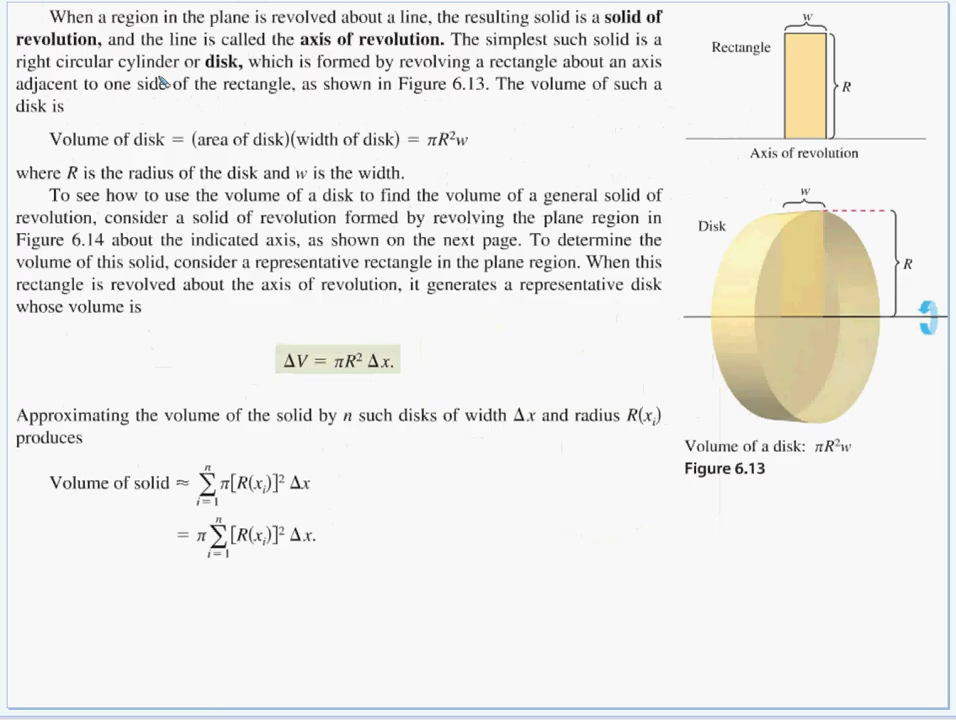 When a region in the plane is revolved about a line, the resulting solid is a solid of
revolution, and the line is called the axis of revolution. The simplest such solid is a
right circular cylinder or disk, which is formed by revolving a rectangle about an axis
adjacent to one side of the rectangle, as shown in Figure 6.13. The volume of such a
disk is
Volume of disk = (area of disk)(width of disk) = πR²w
where R is the radius of the disk and w is the width.
To see how to use the volume of a disk to find the volume of a general solid of
revolution, consider a solid of revolution formed by revolving the plane region in
Figure 6.14 about the indicated axis, as shown on the next page. To determine the
volume of this solid, consider a representative rectangle in the plane region. When this
rectangle is revolved about the axis of revolution, it generates a representative disk
whose volume is
ΔV = πR² Δx.
Approximating the volume of the solid by n such disks of width Δx and radius R(xᵢ)
produces
Volume of solid ≈ n∑i=1 π[R(xᵢ)]² Δx
= π n∑i=1 [R(xᵢ)]² Δx.
w
Rectangle
R
Axis of revolution
w
Disk
R
Volume of a disk: πR²w
Figure 6.13